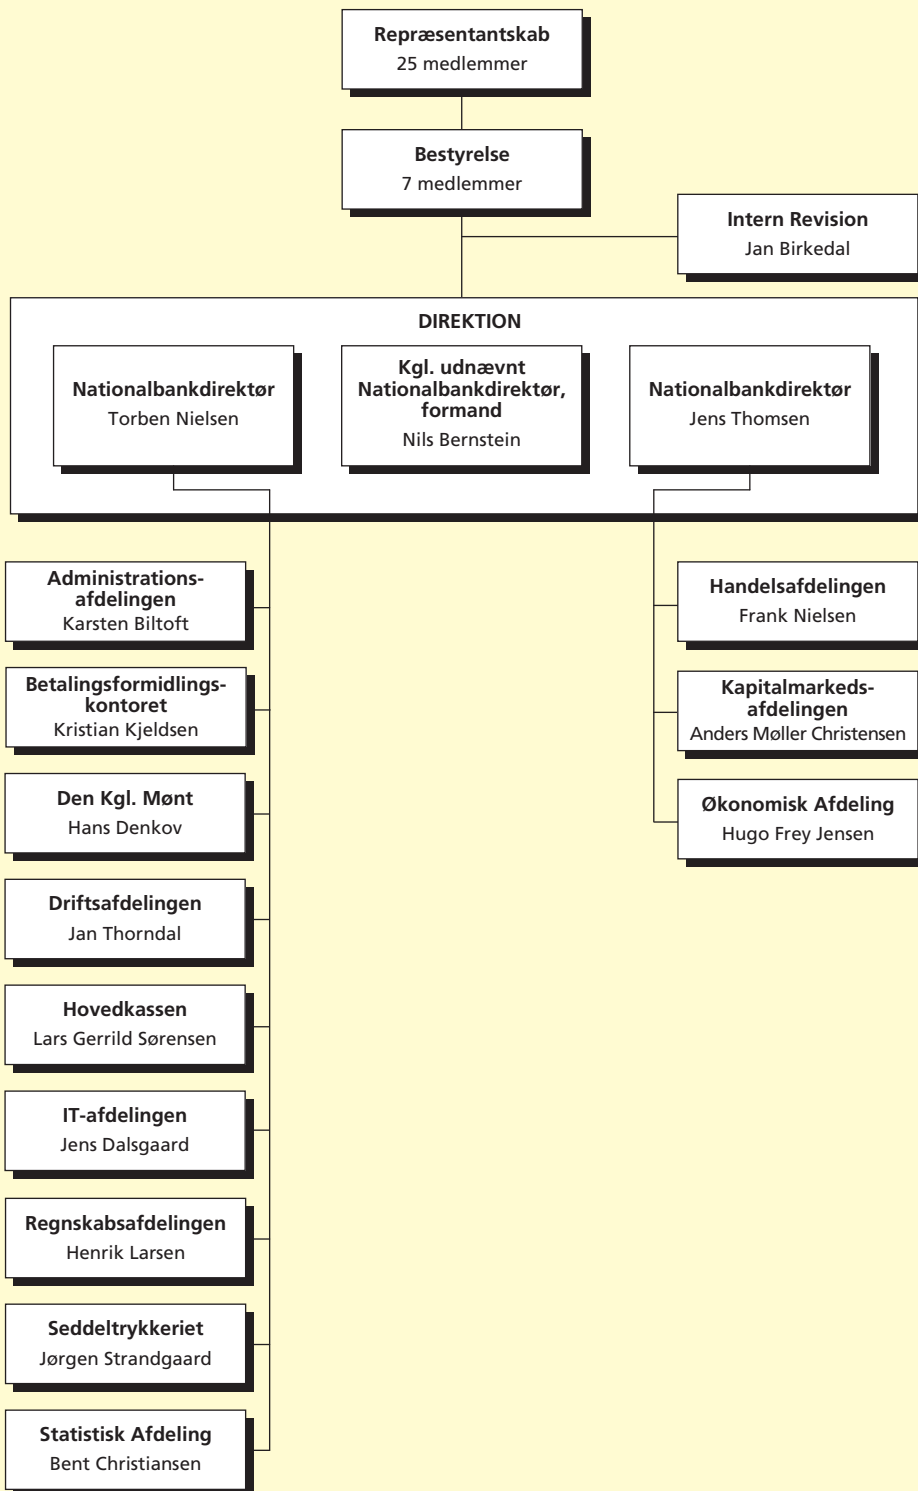 Repræsentantskab
25 medlemmer
Bestyrelse
7 medlemmer
Intern Revision
Jan Birkedal
DIREKTION
Nationalbankdirektør
Torben Nielsen
Kgl. udnævnt
Nationalbankdirektør,
formand
Nils Bernstein
Nationalbankdirektør
Jens Thomsen
Administrations-
afdelingen
Karsten Biltoft
Betalingsformidlings-
kontoret
Kristian Kjeldsen
Den Kgl. Mønt
Hans Denkov
Driftsafdelingen
Jan Thorndal
Hovedkassen
Lars Gerrild Sørensen
IT-afdelingen
Jens Dalsgaard
Regnskabsafdelingen
Henrik Larsen
Seddeltrykkeriet
Jørgen Strandgaard
Statistisk Afdeling
Bent Christiansen
Handelsafdelingen
Frank Nielsen
Kapitalmarkeds-
afdelingen
Anders Møller Christensen
Økonomisk Afdeling
Hugo Frey Jensen